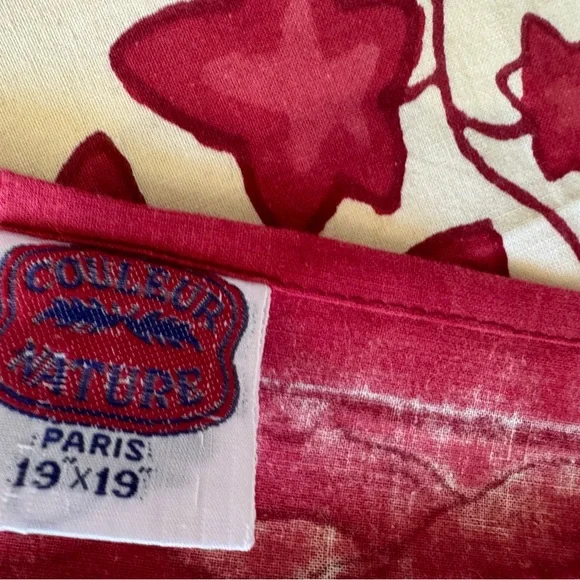 COULEUR
NATURE
PARIS
19"X19"